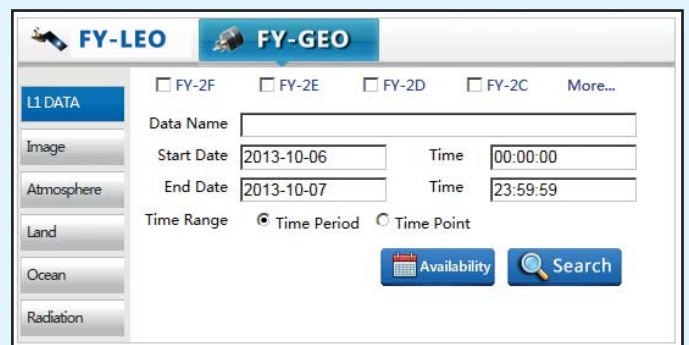 FY-LEO FY-GEO
L1 DATA
Image
Atmosphere
Land
Ocean
Radiation
FY-2F FY-2E FY-2D FY-2C More...
Data Name
Start Date 2013-10-06 Time 00:00:00
End Date 2013-10-07 Time 23:59:59
Time Range Time Period Time Point
Availability Search